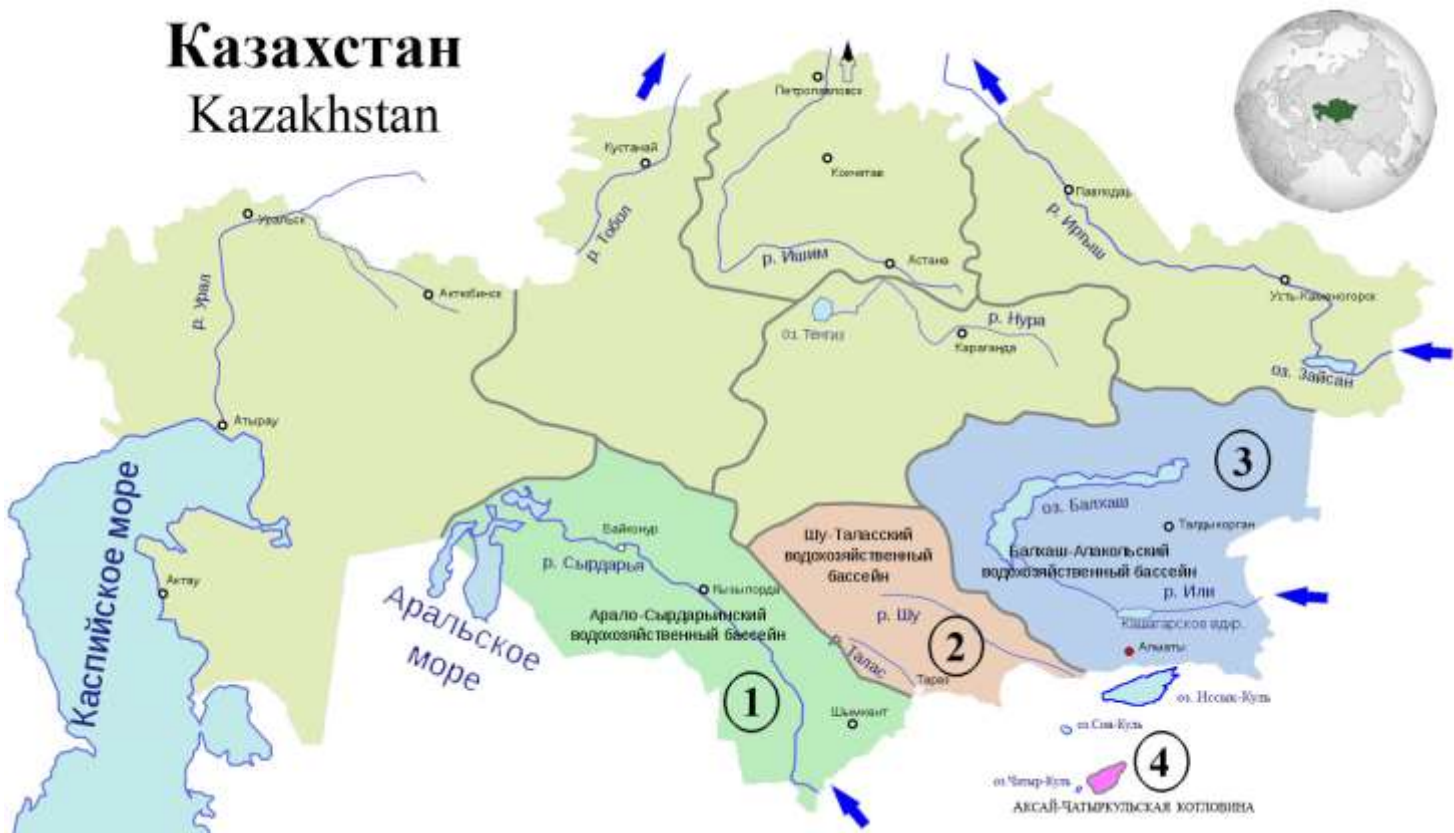 Казахстан
Kazakhstan
Петропавловск
Кустанай
Кокчетав
Павлодар
Уральск
р. Тобол
р. Иртыш
р. Ишим
Астана
Усть-Каменогорск
р. Урал
Актюбинск
оз. Тенгиз
р. Нура
Караганда
оз. Зайсан
Атырау
Каспийское море
3
оз. Балхаш
Талдыкорган
Байконур
Шу-Таласский
водохозяйственный
бассейн
Балхаш-Алакольский
водохозяйственный бассейн
р. Сырдарья
Актау
Кызылорда
р. Или
Аральское
море
Арало-Сырдарьинский
водохозяйственный бассейн
р. Шу
р. Талас
2
Тараз
Алматы
1
Шымкент
оз. Иссык-Куль
оз.Сон-Куль
4
оз.Чатыр-Куль
АКСАЙ-ЧАТЫРКУЛЬСКАЯ КОТЛОВИНА